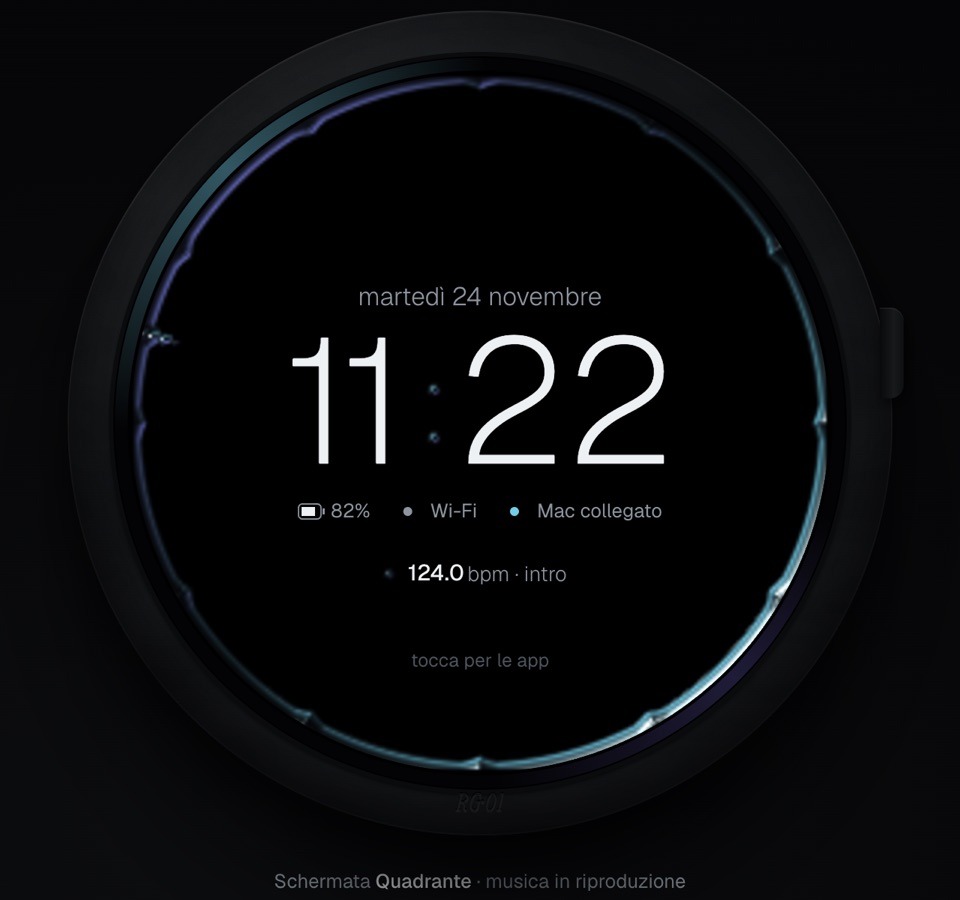 martedì 24 novembre
11:22
82% Wi-Fi Mac collegato
124.0 bpm · intro
tocca per le app
RG·01
Schermata Quadrante · musica in riproduzione